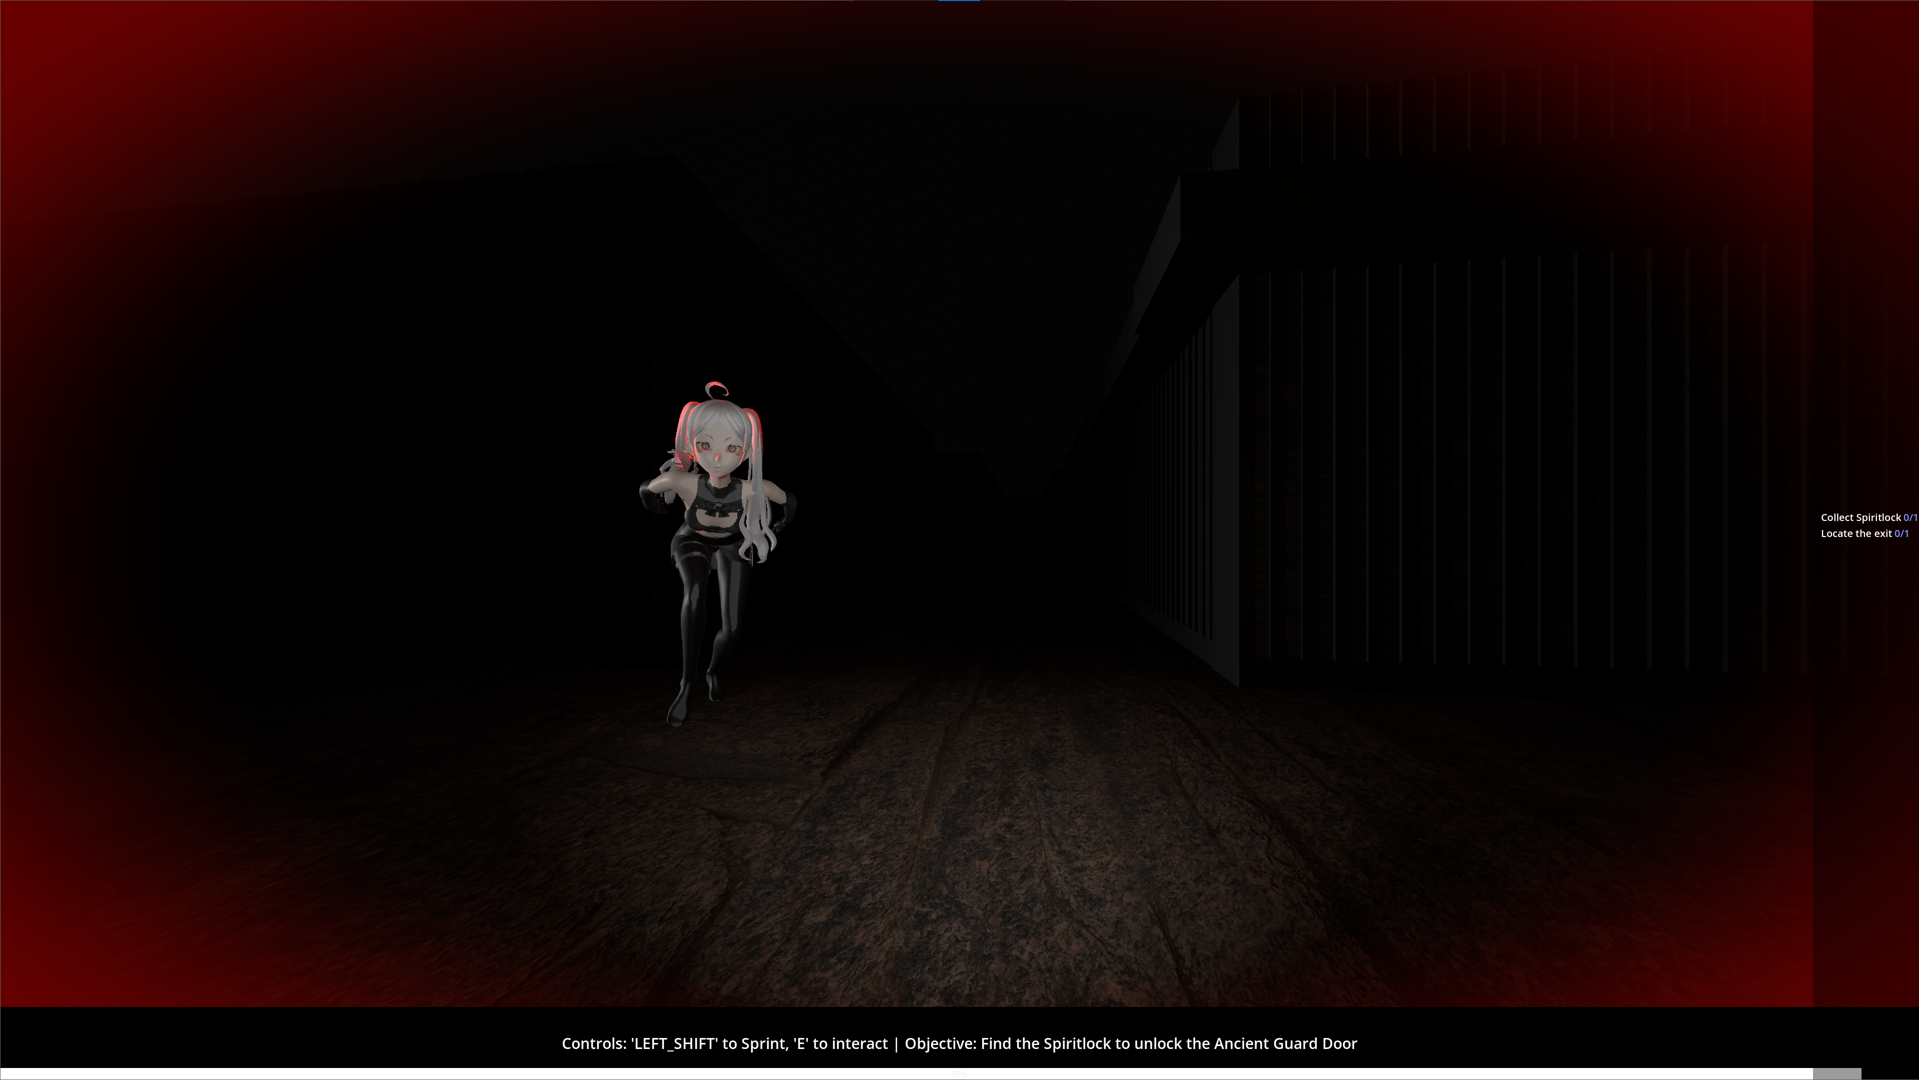 Collect Spiritlock 0/1
Locate the exit 0/1
Controls: 'LEFT_SHIFT' to Sprint, 'E' to interact | Objective: Find the Spiritlock to unlock the Ancient Guard Door